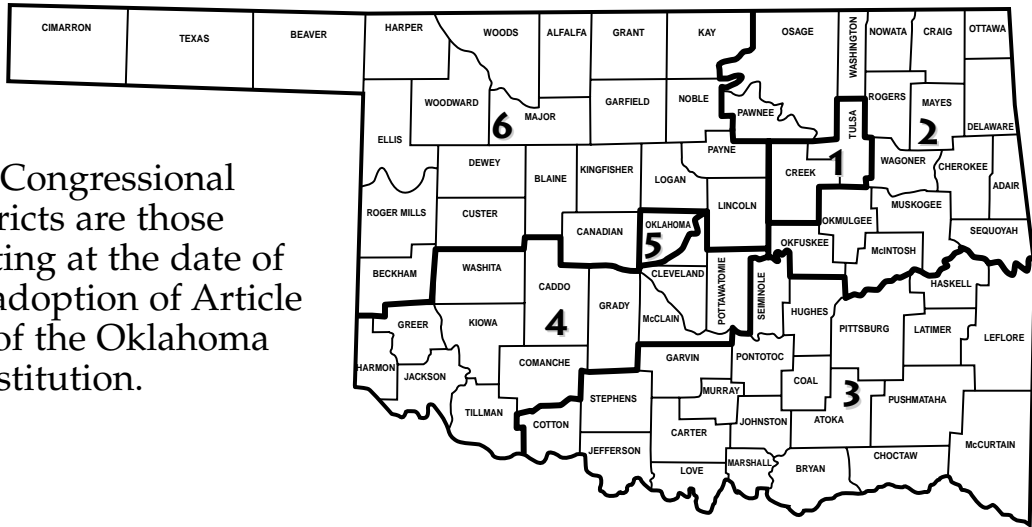 Congressional
ricts are those
ting at the date of
adoption of Article
of the Oklahoma
stitution.
CIMARRON
TEXAS
BEAVER
HARPER
WOODS
ALFALFA
GRANT
KAY
OSAGE
WASHINGTON
NOWATA
CRAIG
OTTAWA
WOODWARD
6
MAJOR
GARFIELD
NOBLE
PAWNEE
TULSA
ROGERS
MAYES
2
DELAWARE
ELLIS
DEWEY
BLAINE
KINGFISHER
LOGAN
PAYNE
CREEK
1
WAGONER
CHEROKEE
ADAIR
ROGER MILLS
CUSTER
CANADIAN
OKLAHOMA
5
LINCOLN
OKMULGEE
MUSKOGEE
SEQUOYAH
OKFUSKEE
McINTOSH
BECKHAM
WASHITA
CADDO
GRADY
CLEVELAND
McCLAIN
POTTAWATOMIE
SEIMINOLE
HUGHES
PITTSBURG
HASKELL
LATIMER
LEFLORE
GREER
KIOWA
4
HARMON
JACKSON
COMANCHE
GARVIN
PONTOTOC
COAL
3
PUSHMATAHA
TILLMAN
COTTON
STEPHENS
MURRAY
JOHNSTON
ATOKA
CARTER
JEFFERSON
LOVE
MARSHALL
BRYAN
CHOCTAW
McCURTAIN